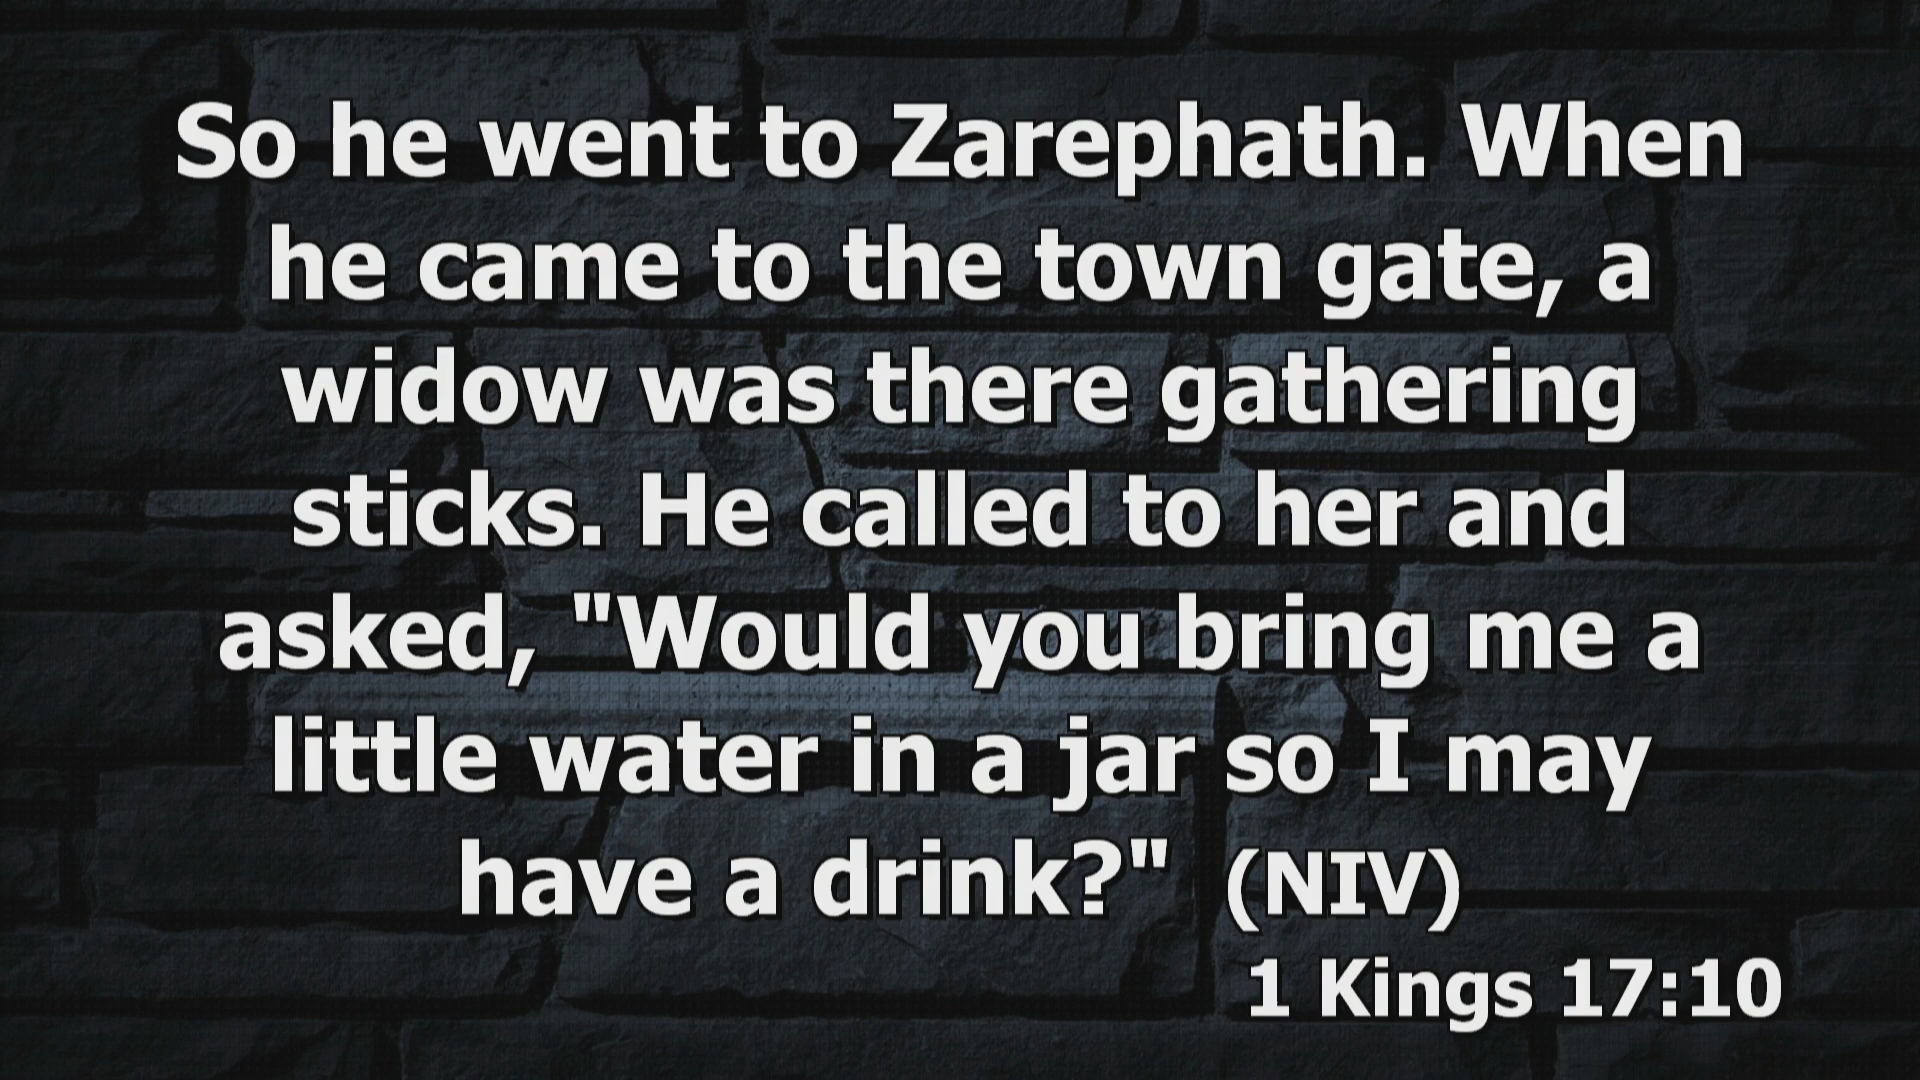 So he went to Zarephath. When
he came to the town gate, a
widow was there gathering
sticks. He called to her and
asked, "Would you bring me a
little water in a jar so I may
have a drink?" (NIV)
1 Kings 17:10